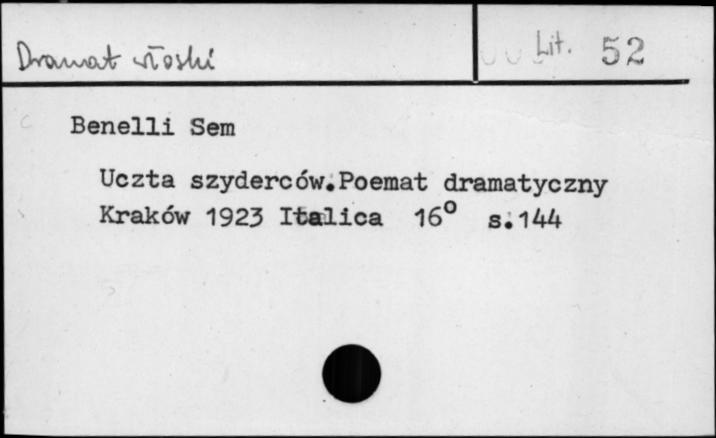 Dramat włoski
Lit. 52
Benelli Sem
Uczta szyderców.Poemat dramatyczny
Kraków 1923 Italica 16° s.144